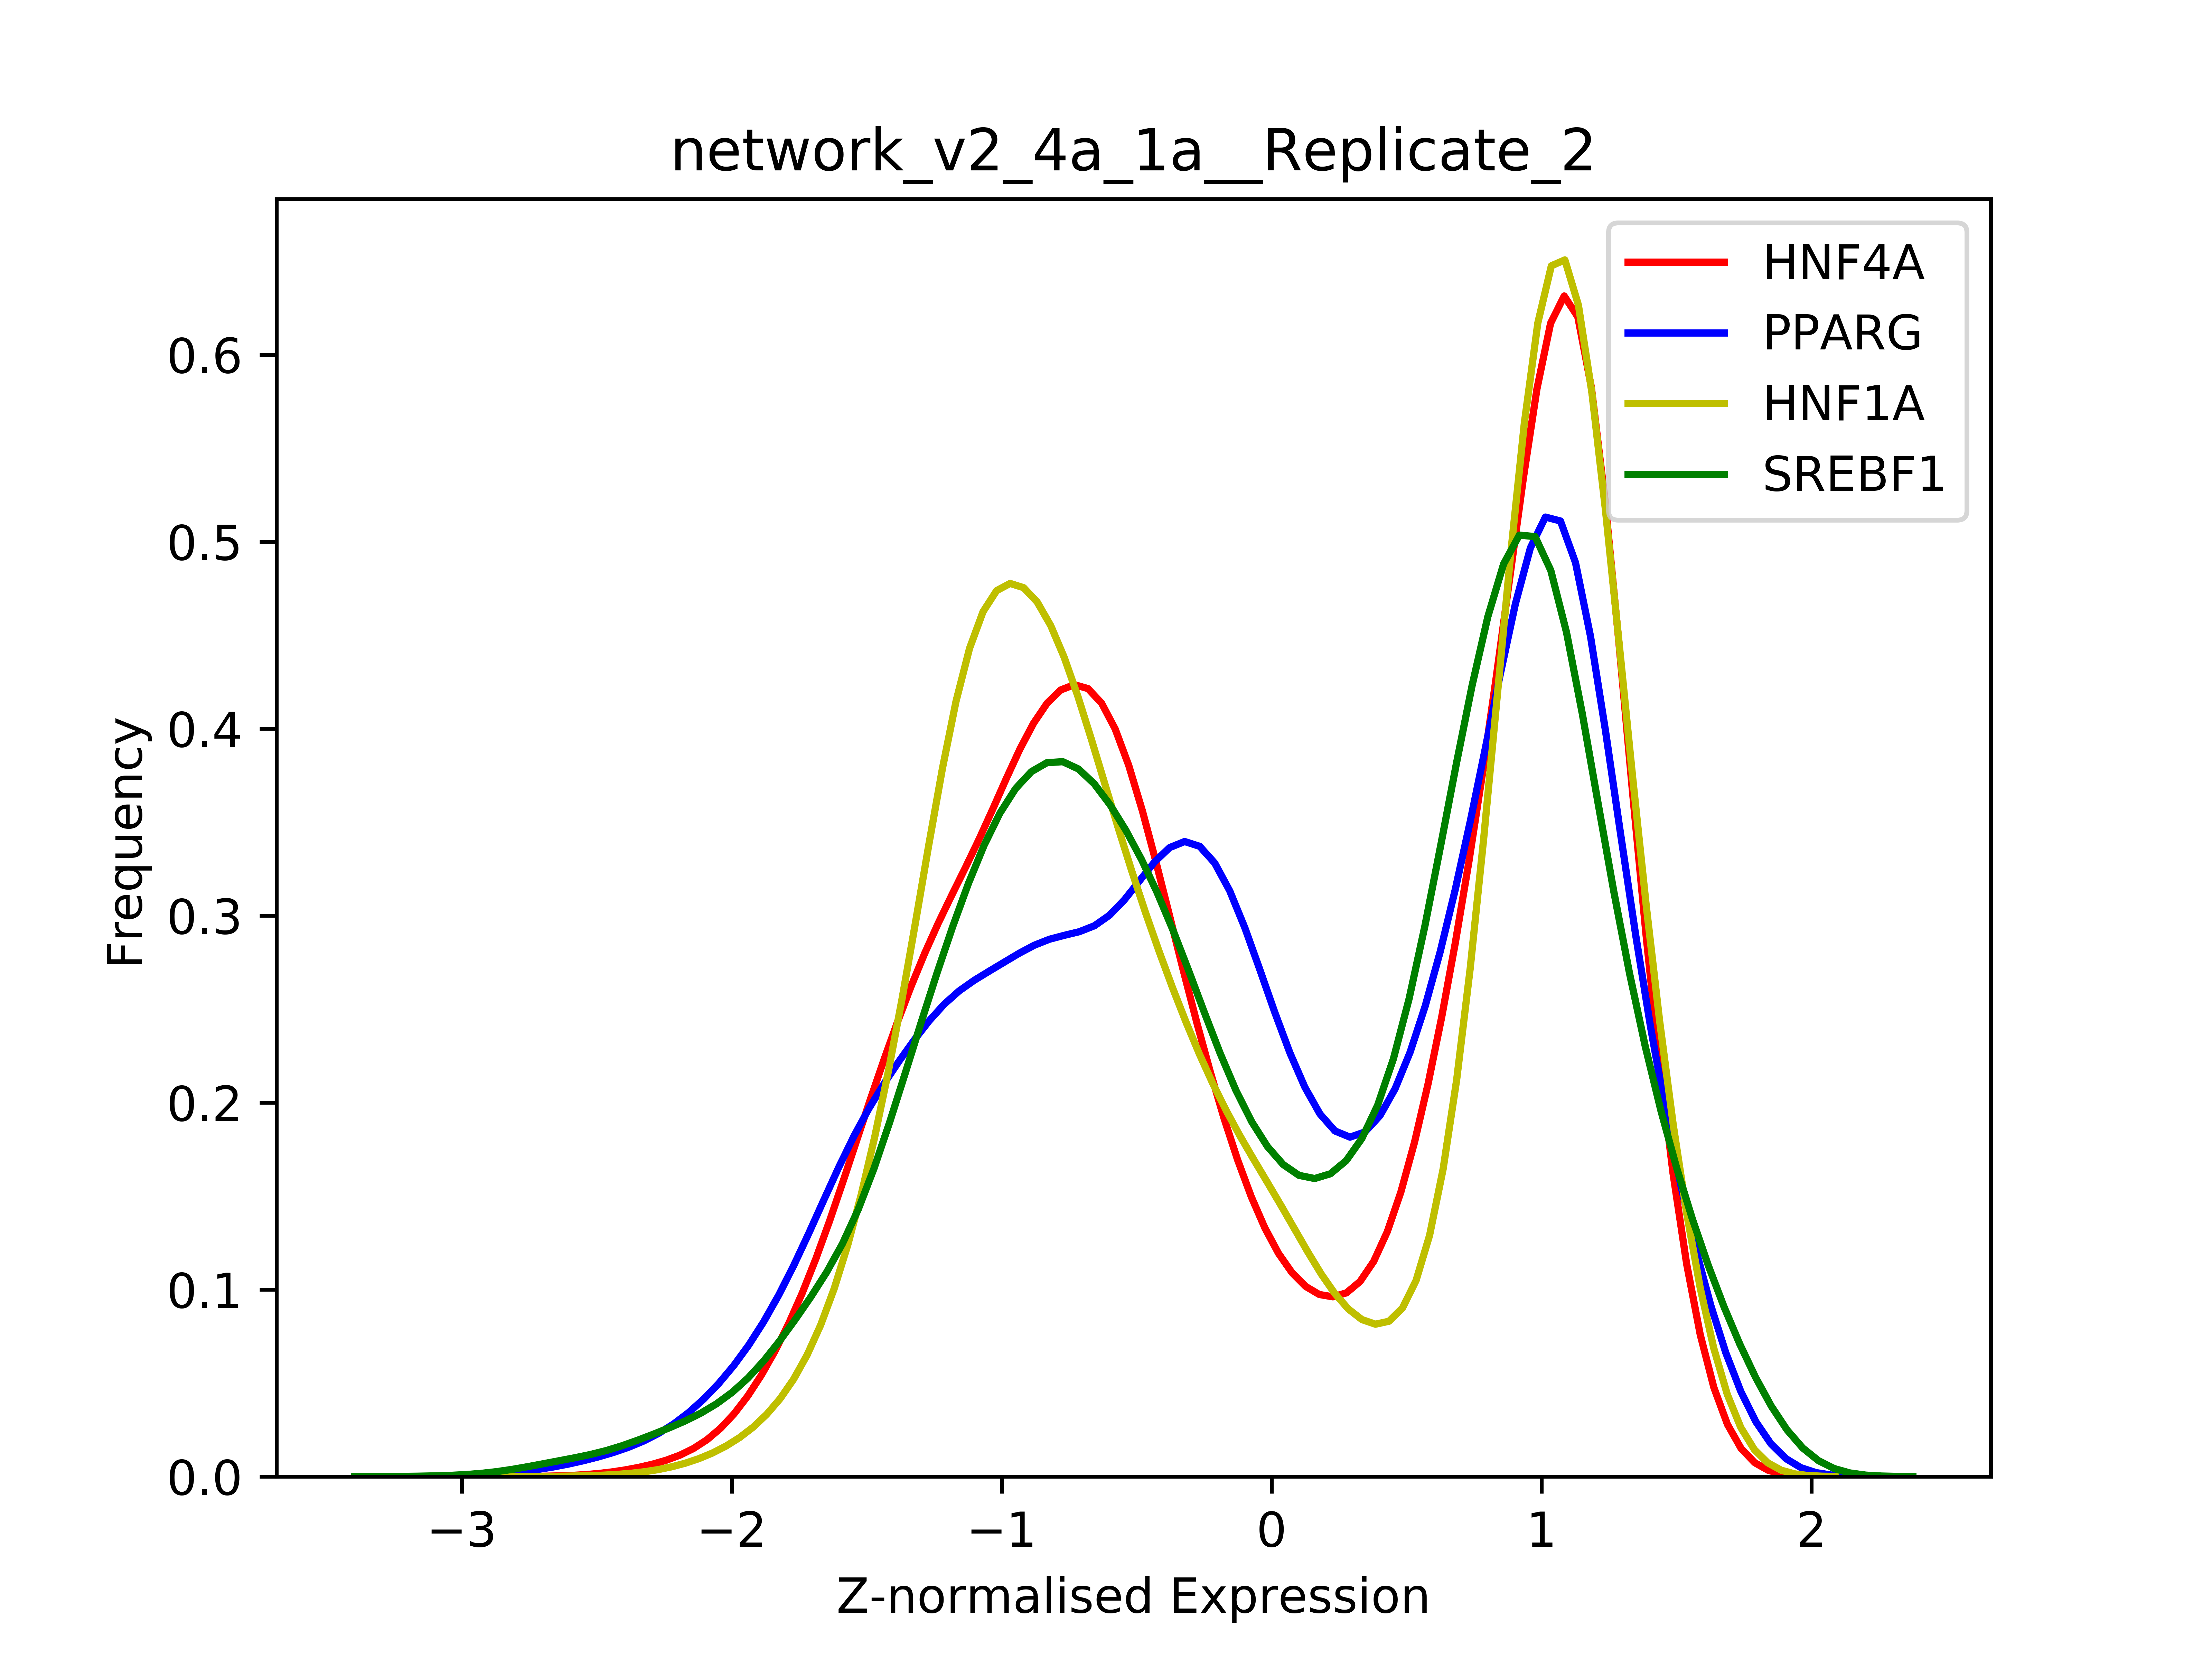 network_v2_4a_1a__Replicate_2
HNF4A
PPARG
HNF1A
SREBF1
Frequency
0.6
0.5
0.4
0.3
0.2
0.1
0.0
−3 −2 −1 0 1 2
Z-normalised Expression